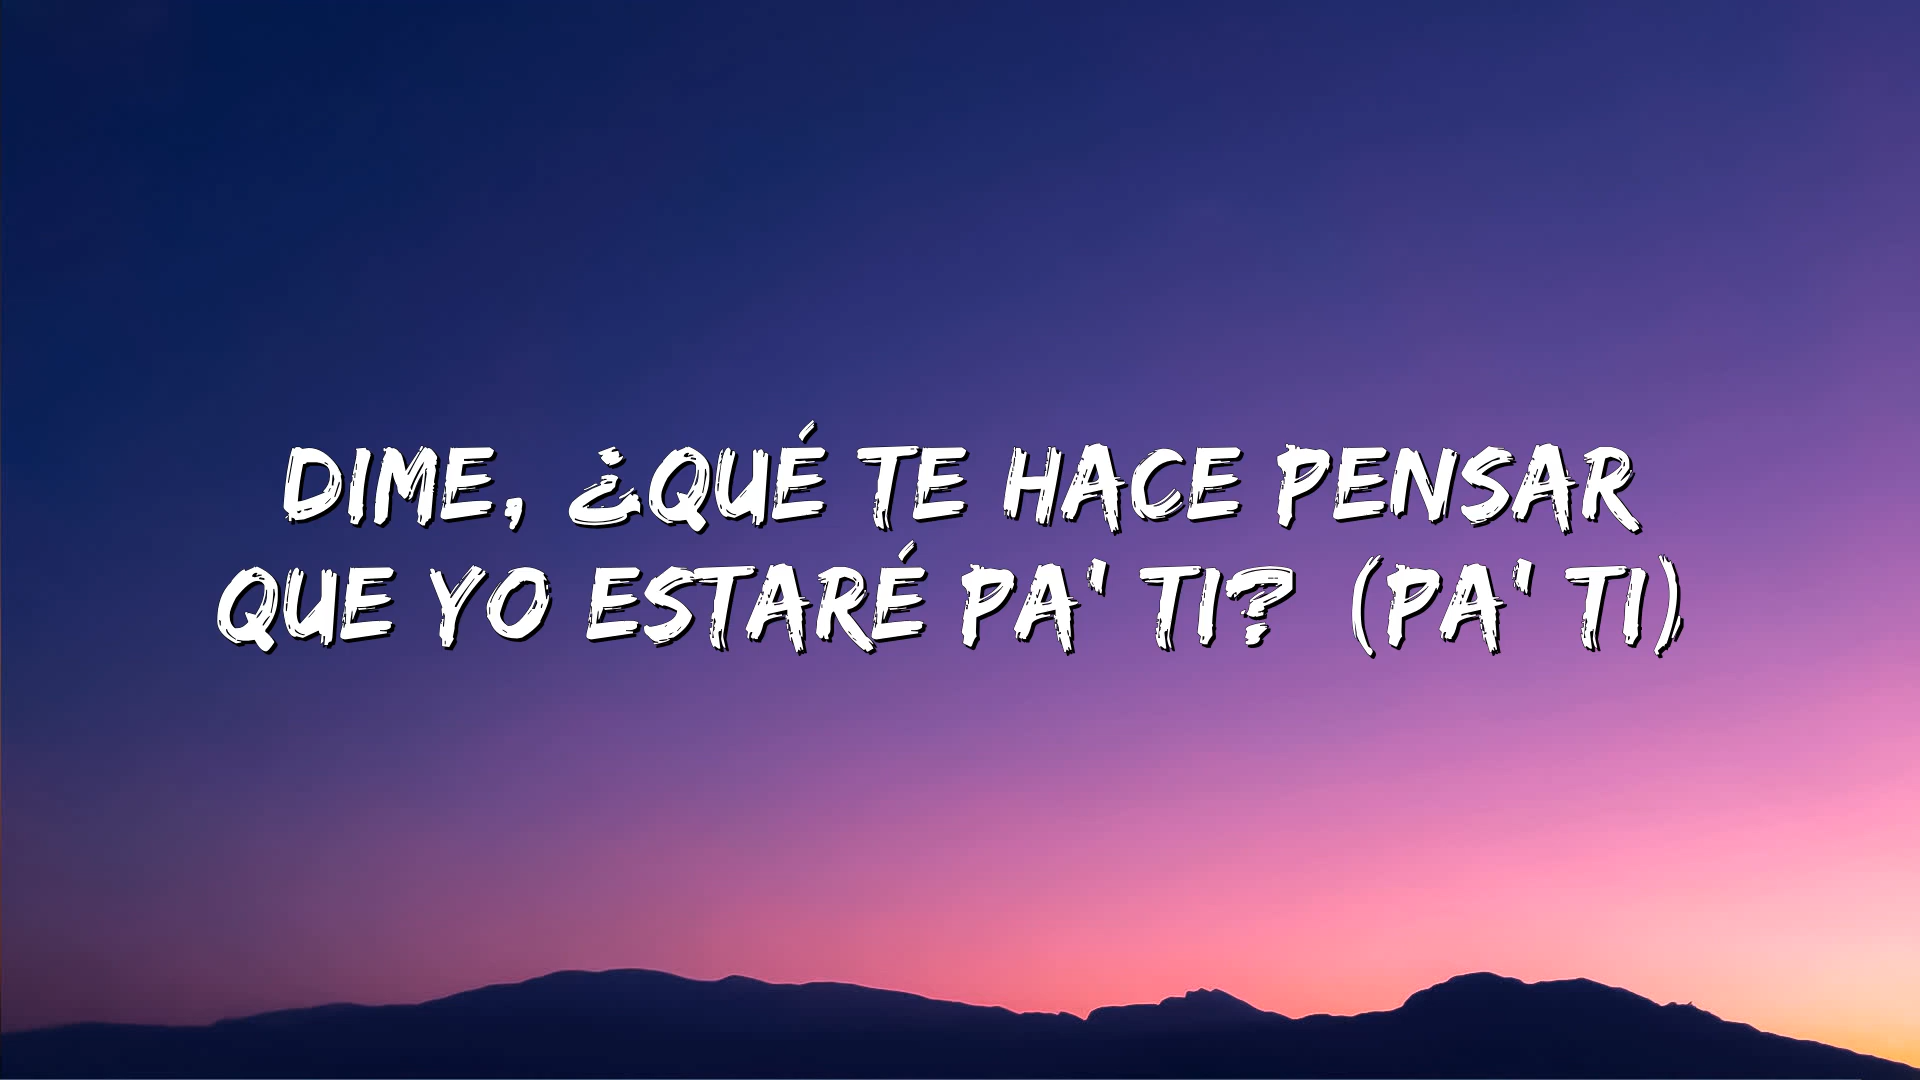 DIME, ¿QUÉ TE HACE PENSAR
QUE YO ESTARÉ PA' TI? (PA' TI)